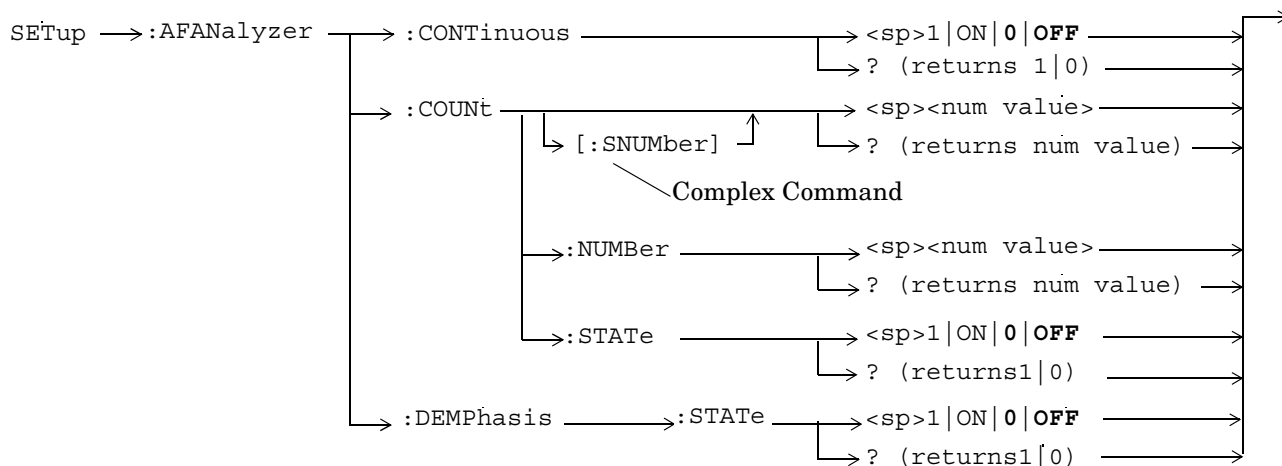 SETup :AFANalyzer :CONTinuous <sp>1|ON|0|OFF
? (returns 1|0)
:COUNt <sp><num value>
[:SNUMber] ? (returns num value)
Complex Command
:NUMBer <sp><num value>
? (returns num value)
:STATe <sp>1|ON|0|OFF
? (returns1|0)
:DEMPhasis :STATe <sp>1|ON|0|OFF
? (returns1|0)